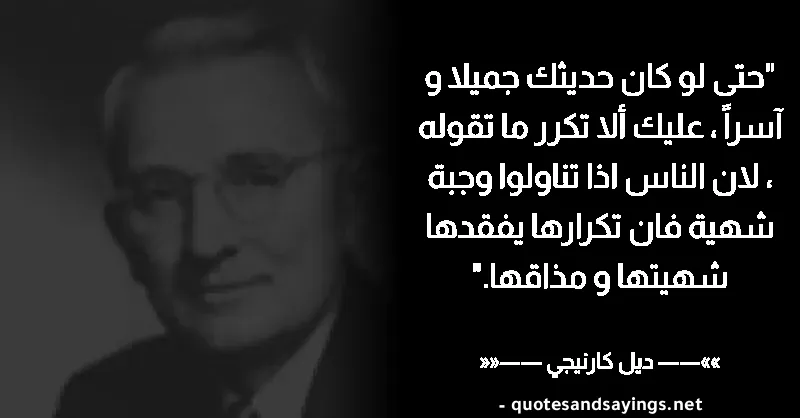 "حتى لو كان حديثك جميلا و
آسراً ، عليك ألا تكرر ما تقوله
، لان الناس اذا تناولوا وجبة
شهية فان تكرارها يفقدها
شهيتها و مذاقها."
»»—— ديل كارنيجي ——««
- quotesandsayings.net